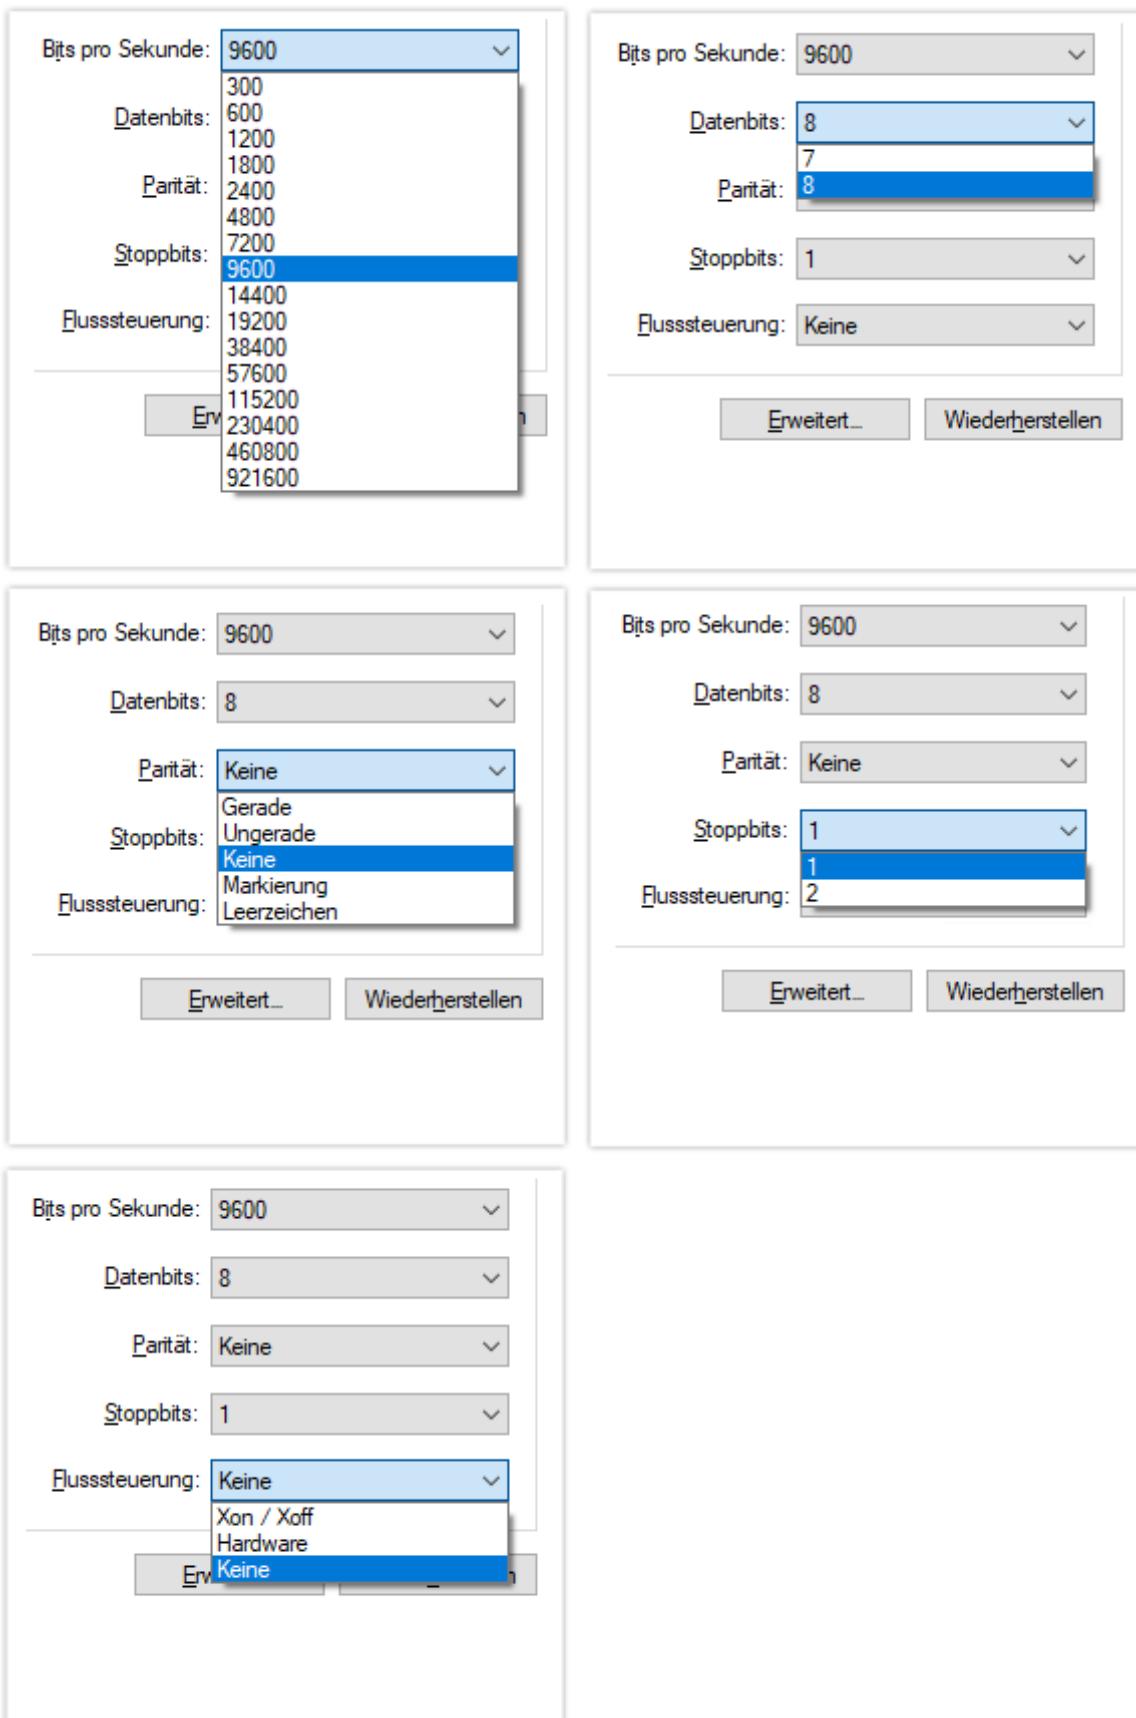 Bits pro Sekunde: 9600
300
600
Datenbits:
1200
1800
Parität:
2400
4800
7200
Stoppbits:
9600
14400
Flusssteuerung:
19200
38400
57600
115200
230400
460800
921600
Bits pro Sekunde: 9600
Datenbits: 8
7
8
Parität:
Stoppbits: 1
Flusssteuerung: Keine
Erweitert... Wiederherstellen
Bits pro Sekunde: 9600
Datenbits: 8
Parität: Keine
Gerade
Ungerade
Stoppbits:
Keine
Markierung
Flusssteuerung:
Leerzeichen
Erweitert... Wiederherstellen
Bits pro Sekunde: 9600
Datenbits: 8
Parität: Keine
Stoppbits: 1
1
2
Flusssteuerung:
Erweitert... Wiederherstellen
Bits pro Sekunde: 9600
Datenbits: 8
Parität: Keine
Stoppbits: 1
Flusssteuerung: Keine
Xon / Xoff
Hardware
Keine